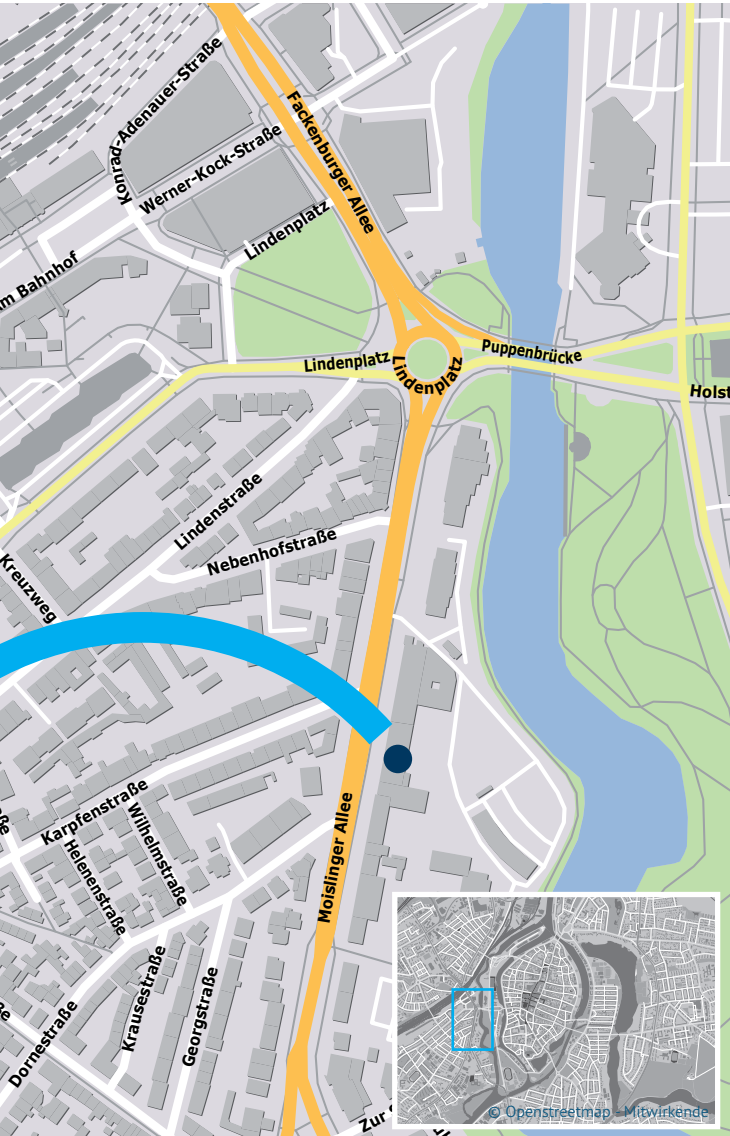 Konrad-Adenauer-Straße
Werner-Kock-Straße
Fackenburger Allee
Lindenplatz
m Bahnhof
Lindenplatz
Lindenplatz
Puppenbrücke
Holst
Lindenstraße
Nebenhofstraße
Kreuzweg
Karpfenstraße
Wilhelmstraße
Helenenstraße
Moislinger Allee
Krausestraße
Georgstraße
Dornestraße
Zur
© Openstreetmap - Mitwirkende